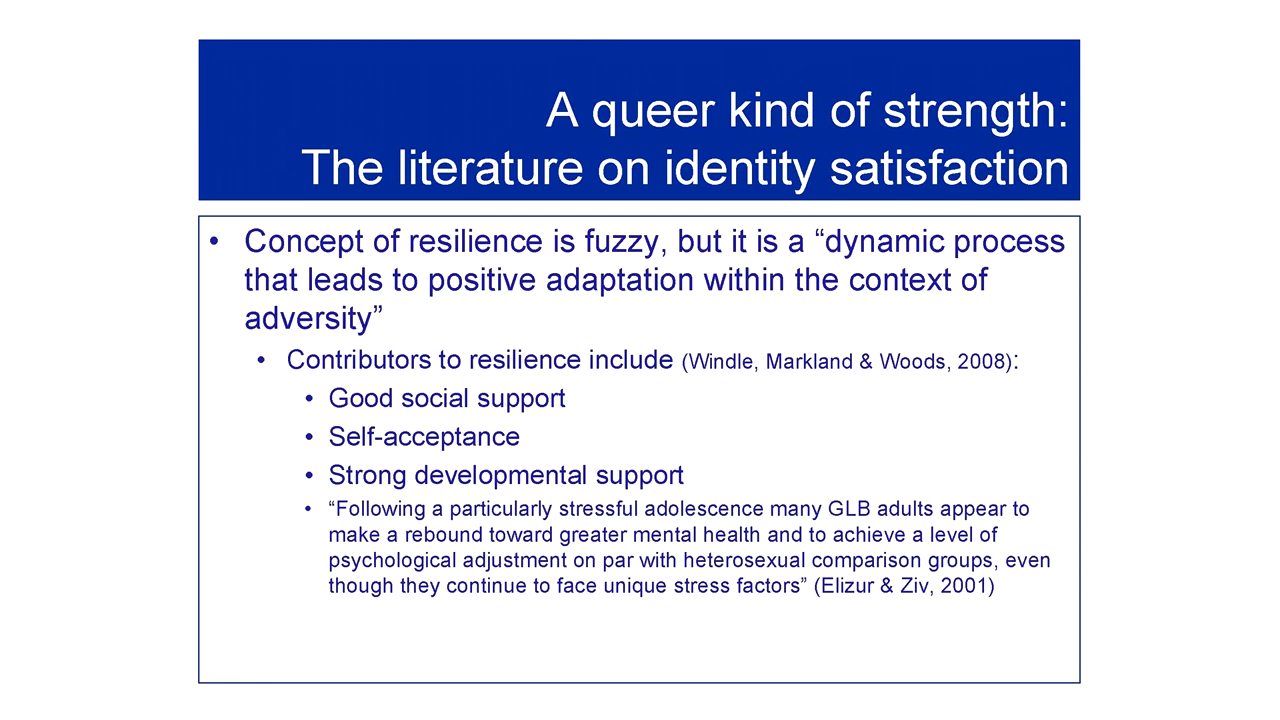 A queer kind of strength:
The literature on identity satisfaction
• Concept of resilience is fuzzy, but it is a “dynamic process
that leads to positive adaptation within the context of
adversity”
• Contributors to resilience include (Windle, Markland & Woods, 2008):
• Good social support
• Self-acceptance
• Strong developmental support
• “Following a particularly stressful adolescence many GLB adults appear to
make a rebound toward greater mental health and to achieve a level of
psychological adjustment on par with heterosexual comparison groups, even
though they continue to face unique stress factors” (Elizur & Ziv, 2001)